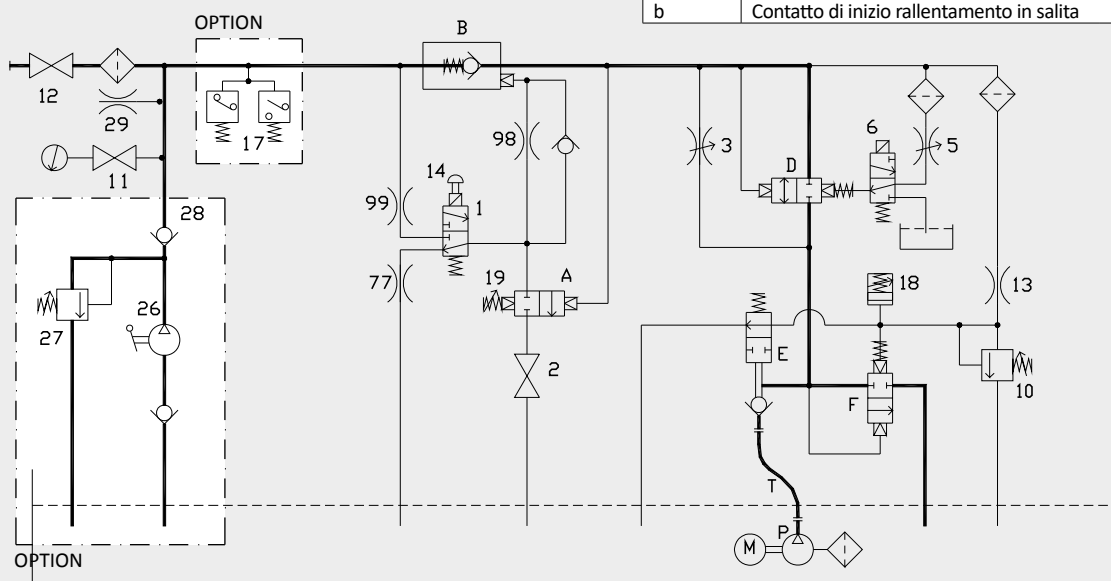 b Contatto di inizio rallentamento in salita
OPTION
B
12
29
17
98
3
6
5
11
D
14
99
1
28
19
A
77
18
13
26
27
E
2
F
10
T
P
M
OPTION